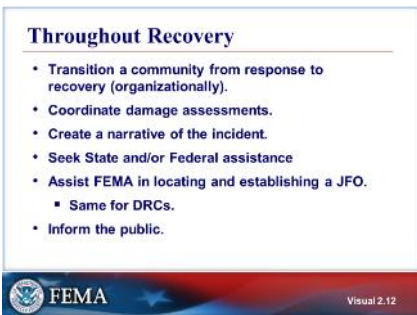 Throughout Recovery
• Transition a community from response to
recovery (organizationally).
• Coordinate damage assessments.
• Create a narrative of the incident.
• Seek State and/or Federal assistance
• Assist FEMA in locating and establishing a JFO.
▪ Same for DRCs.
• Inform the public.
FEMA
Visual 2.12